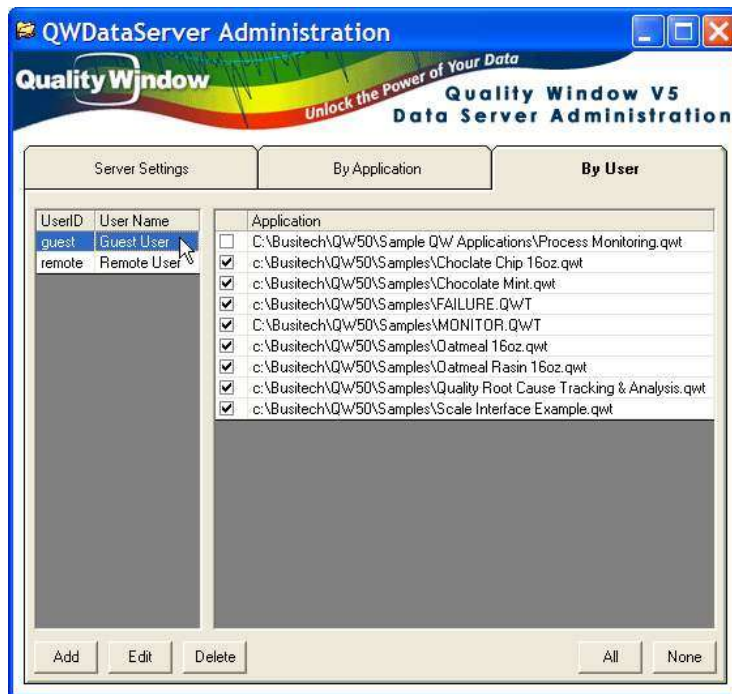 QWDataServer Administration
Quality Window
Unlock the Power of Your Data
Quality Window V5
Data Server Administration
Server Settings
By Application
By User
UserID User Name
guest Guest User
remote Remote User
Application
C:\Busitech\QW50\Sample QW Applications\Process Monitoring.qwt
c:\Busitech\QW50\Samples\Choclate Chip 16oz.qwt
c:\Busitech\QW50\Samples\Chocolate Mint.qwt
c:\Busitech\QW50\Samples\FAILURE.QWT
C:\Busitech\QW50\Samples\MONITOR.QWT
c:\Busitech\QW50\Samples\Oatmeal 16oz.qwt
c:\Busitech\QW50\Samples\Oatmeal Rasin 16oz.qwt
c:\Busitech\QW50\Samples\Quality Root Cause Tracking & Analysis.qwt
c:\Busitech\QW50\Samples\Scale Interface Example.qwt
Add Edit Delete All None